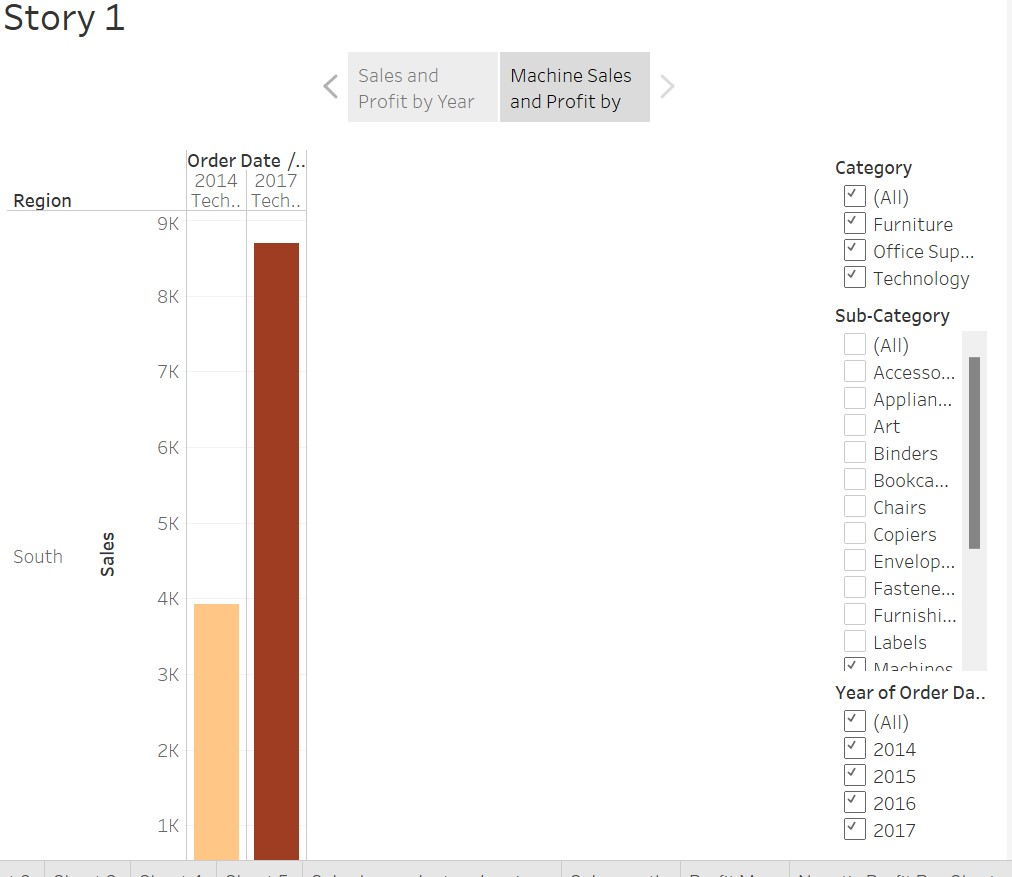 Story 1
Sales and
Profit by Year
Machine Sales
and Profit by
Order Date /..
2014 2017
Region Tech.. Tech..
9K
8K
7K
6K
5K
4K
3K
2K
1K
South
Sales
Category
(All)
Furniture
Office Sup...
Technology
Sub-Category
(All)
Accesso...
Applian...
Art
Binders
Bookca...
Chairs
Copiers
Envelop...
Fastene...
Furnishi...
Labels
Machines
Year of Order Da..
(All)
2014
2015
2016
2017